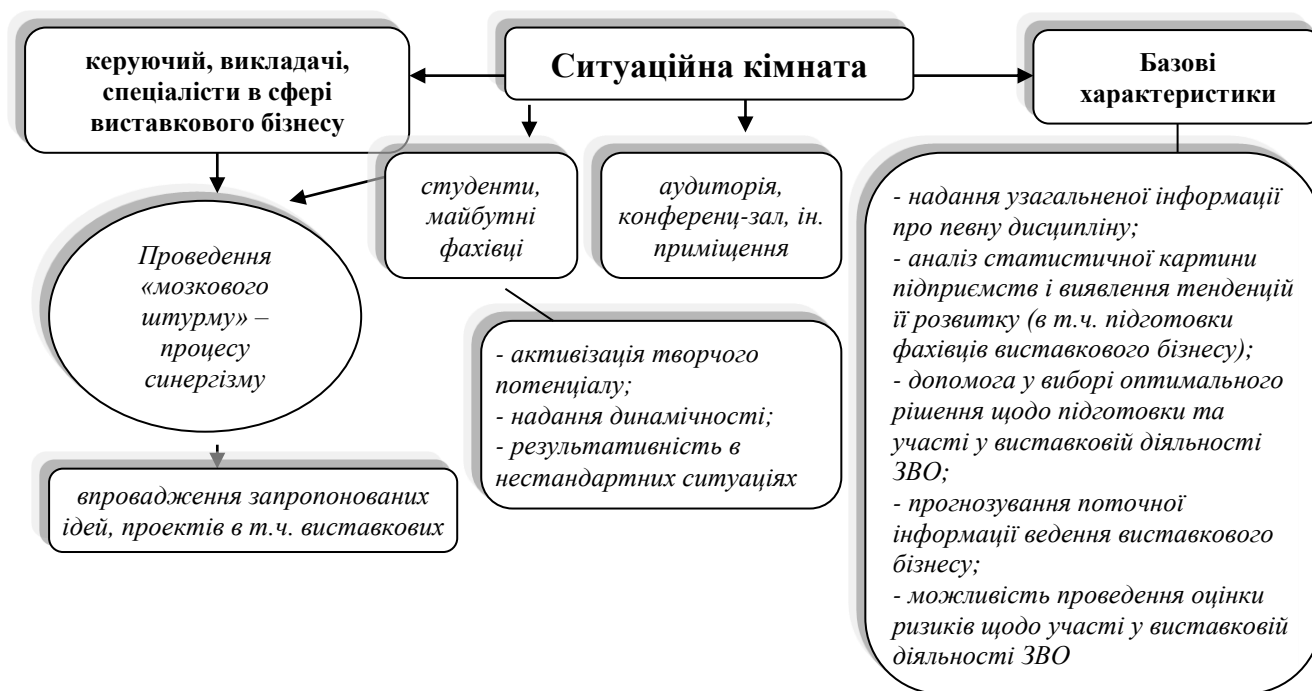 керуючий, викладачі,
спеціалісти в сфері
виставкового бізнесу
Ситуаційна кімната
Базові
характеристики
студенти,
майбутні
фахівці
аудиторія,
конференц-зал, ін.
приміщення
Проведення
«мозкового
штурму» –
процесу
синергізму
- активізація творчого
потенціалу;
- надання динамічності;
- результативність в
нестандартних ситуаціях
впровадження запропонованих
ідей, проектів в т.ч. виставкових
- надання узагальненої інформації
про певну дисципліну;
- аналіз статистичної картини
підприємств і виявлення тенденцій
її розвитку (в т.ч. підготовки
фахівців виставкового бізнесу);
- допомога у виборі оптимального
рішення щодо підготовки та
участі у виставковій діяльності
ЗВО;
- прогнозування поточної
інформації ведення виставкового
бізнесу;
- можливість проведення оцінки
ризиків щодо участі у виставковій
діяльності ЗВО